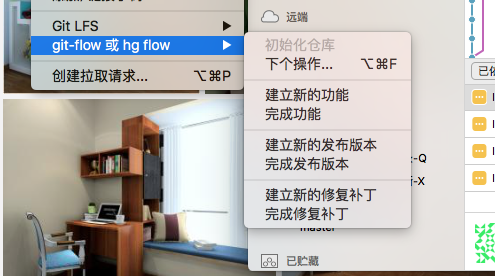 Git LFS
git-flow 或 hg flow
创建拉取请求... ⌥⌘P
远端
初始化仓库
下个操作... ⌥⌘F
建立新的功能
完成功能
建立新的发布版本
完成发布版本
建立新的修复补丁
完成修复补丁
-Q
-X
master
已贮藏